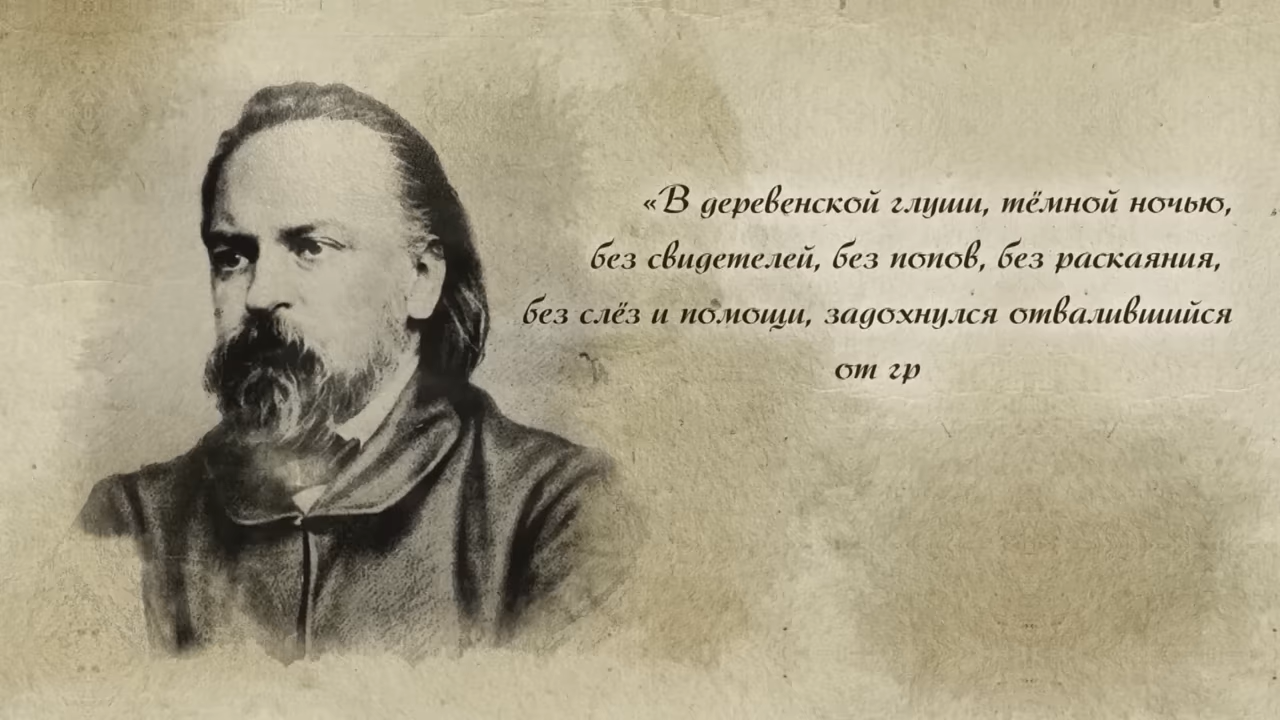 «В деревенской глуши, тёмной ночью,
без свидетелей, без попов, без раскаяния,
без слёз и помощи, задохнулся отвалившийся
от гр